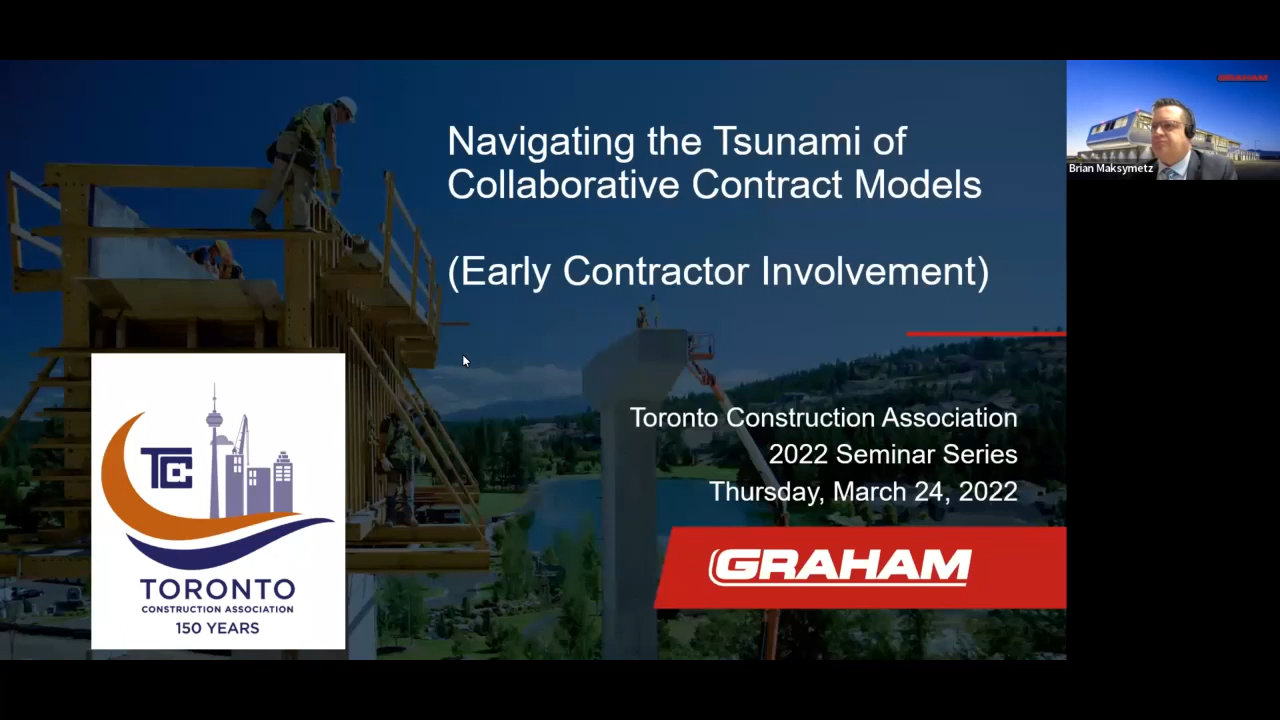 Navigating the Tsunami of
Collaborative Contract Models
(Early Contractor Involvement)
GRAHAM
Brian Maksymetz
Toronto Construction Association
2022 Seminar Series
Thursday, March 24, 2022
GRAHAM
TCA
TORONTO
CONSTRUCTION ASSOCIATION
150 YEARS